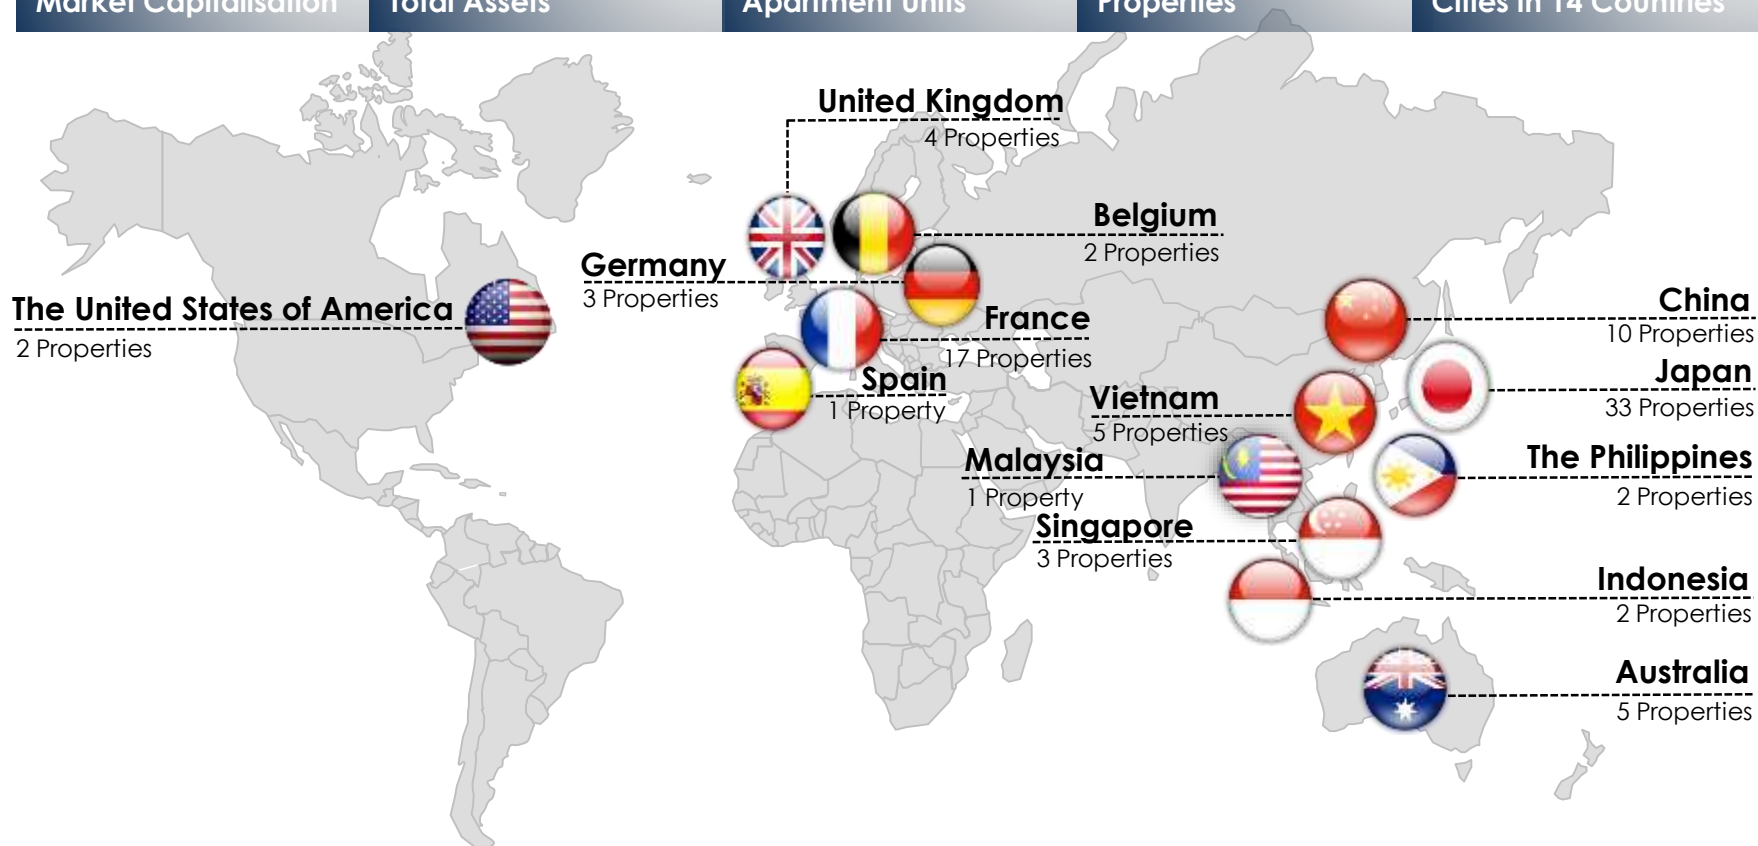 Market Capitalisation
Total Assets
Apartment Units
Properties
Cities in 14 Countries
United Kingdom
4 Properties
Belgium
2 Properties
Germany
3 Properties
The United States of America
2 Properties
France
17 Properties
Spain
1 Property
China
10 Properties
Japan
33 Properties
Vietnam
5 Properties
Malaysia
1 Property
The Philippines
2 Properties
Singapore
3 Properties
Indonesia
2 Properties
Australia
5 Properties